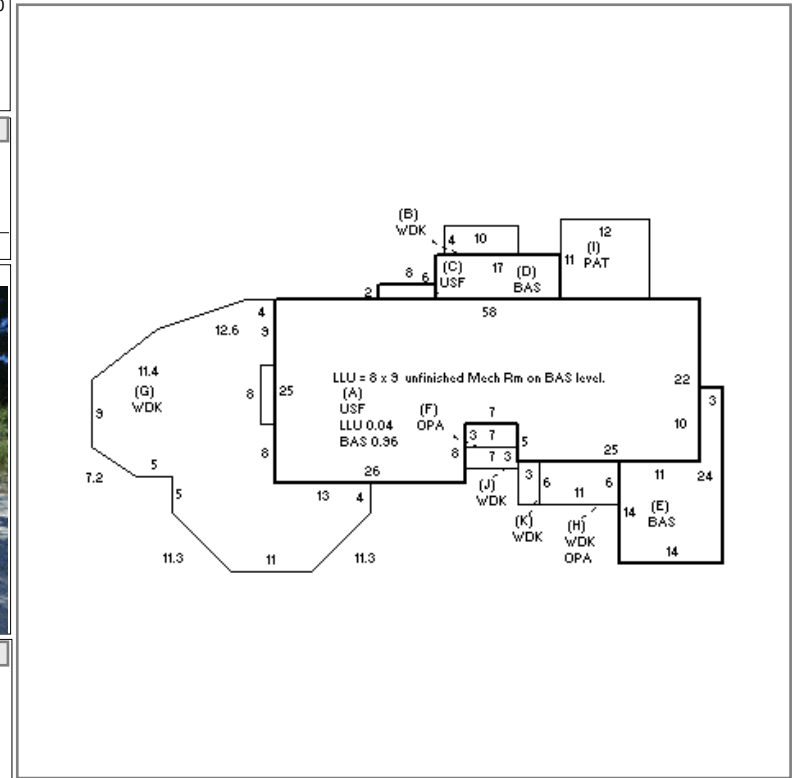 (B)
WDK
4 10
12
(I)
11 PAT
8 6 (C) 17 (D)
USF BAS
2
4 58
12.6 9
11.4
(G)
WDK
9
8 25
LLU = 8 x 9 unfinished Mech Rm on BAS level.
(A)
USF
LLU 0.04
BAS 0.96
(F)
OPA
22
3
10
7
3 7
5
8 8 7 3
25
26
7.2 5
5
13 4
(J)
WDK
3 6
11
6
11 24
14 (E)
BAS
14
(K)
WDK
(H)
WDK
OPA
11.3 11 11.3